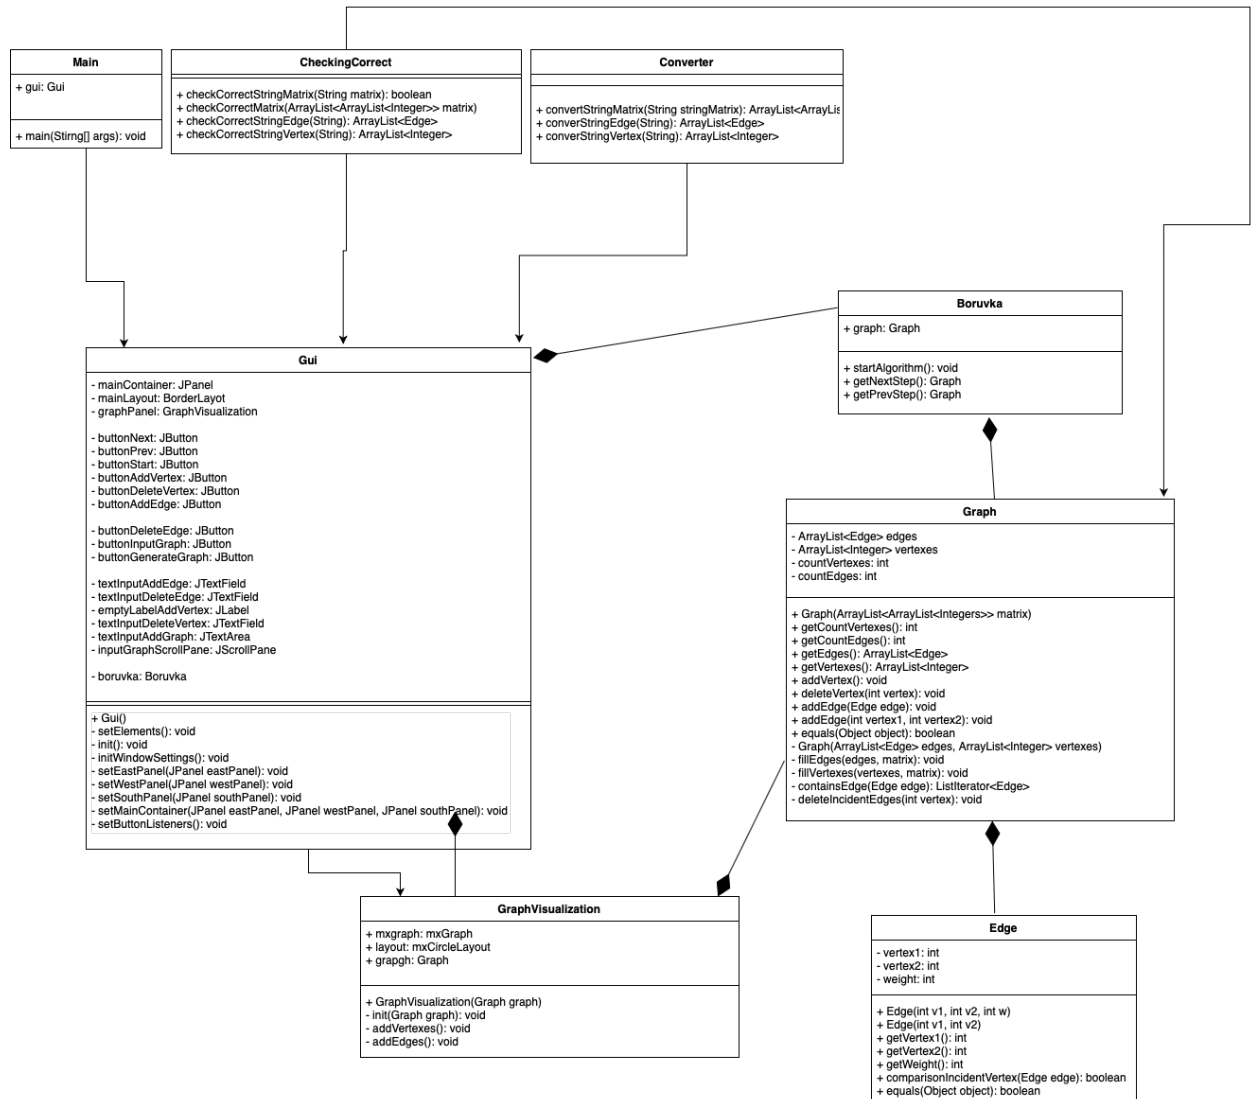 Main
+ gui: Gui
+ main(Stirng[] args): void
CheckingCorrect
+ checkCorrectStringMatrix(String matrix): boolean
+ checkCorrectMatrix(ArrayList<ArrayList<Integer>> matrix)
+ checkCorrectStringEdge(String): ArrayList<Edge>
+ checkCorrectStringVertex(String): ArrayList<Integer>
Converter
+ convertStringMatrix(String stringMatrix): ArrayList<ArrayLis
+ converStringEdge(String): ArrayList<Edge>
+ converStringVertex(String): ArrayList<Integer>
Boruvka
+ graph: Graph
+ startAlgorithm(): void
+ getNextStep(): Graph
+ getPrevStep(): Graph
Gui
- mainContainer: JPanel
- mainLayout: BorderLayot
- graphPanel: GraphVisualization
- buttonNext: JButton
- buttonPrev: JButton
- buttonStart: JButton
- buttonAddVertex: JButton
- buttonDeleteVertex: JButton
- buttonAddEdge: JButton
- buttonDeleteEdge: JButton
- buttonInputGraph: JButton
- buttonGenerateGraph: JButton
- textInputAddEdge: JTextField
- textInputDeleteEdge: JTextField
- emptyLabelAddVertex: JLabel
- textInputDeleteVertex: JTextField
- textInputAddGraph: JTextArea
- inputGraphScrollPane: JScrollPane
- boruvka: Boruvka
+ Gui()
- setElements(): void
- init(): void
- initWindowSettings(): void
- setEastPanel(JPanel eastPanel): void
- setWestPanel(JPanel westPanel): void
- setSouthPanel(JPanel southPanel): void
- setMainContainer(JPanel eastPanel, JPanel westPanel, JPanel southPanel): void
- setButtonListeners(): void
Graph
- ArrayList<Edge> edges
- ArrayList<Integer> vertexes
- countVertexes: int
- countEdges: int
+ Graph(ArrayList<ArrayList<Integers>> matrix)
+ getCountVertexes(): int
+ getCountEdges(): int
+ getEdges(): ArrayList<Edge>
+ getVertexes(): ArrayList<Integer>
+ addVertex(): void
+ deleteVertex(int vertex): void
+ addEdge(Edge edge): void
+ addEdge(int vertex1, int vertex2): void
+ equals(Object object): boolean
- Graph(ArrayList<Edge> edges, ArrayList<Integer> vertexes)
- fillEdges(edges, matrix): void
- fillVertexes(vertexes, matrix): void
- containsEdge(Edge edge): ListIterator<Edge>
- deleteIncidentEdges(int vertex): void
GraphVisualization
+ mxgraph: mxGraph
+ layout: mxCircleLayout
+ grapgh: Graph
+ GraphVisualization(Graph graph)
- init(Graph graph): void
- addVertexes(): void
- addEdges(): void
Edge
- vertex1: int
- vertex2: int
- weight: int
+ Edge(int v1, int v2, int w)
+ Edge(int v1, int v2)
+ getVertex1(): int
+ getVertex2(): int
+ getWeight(): int
+ comparisonIncidentVertex(Edge edge): boolean
+ equals(Object object): boolean